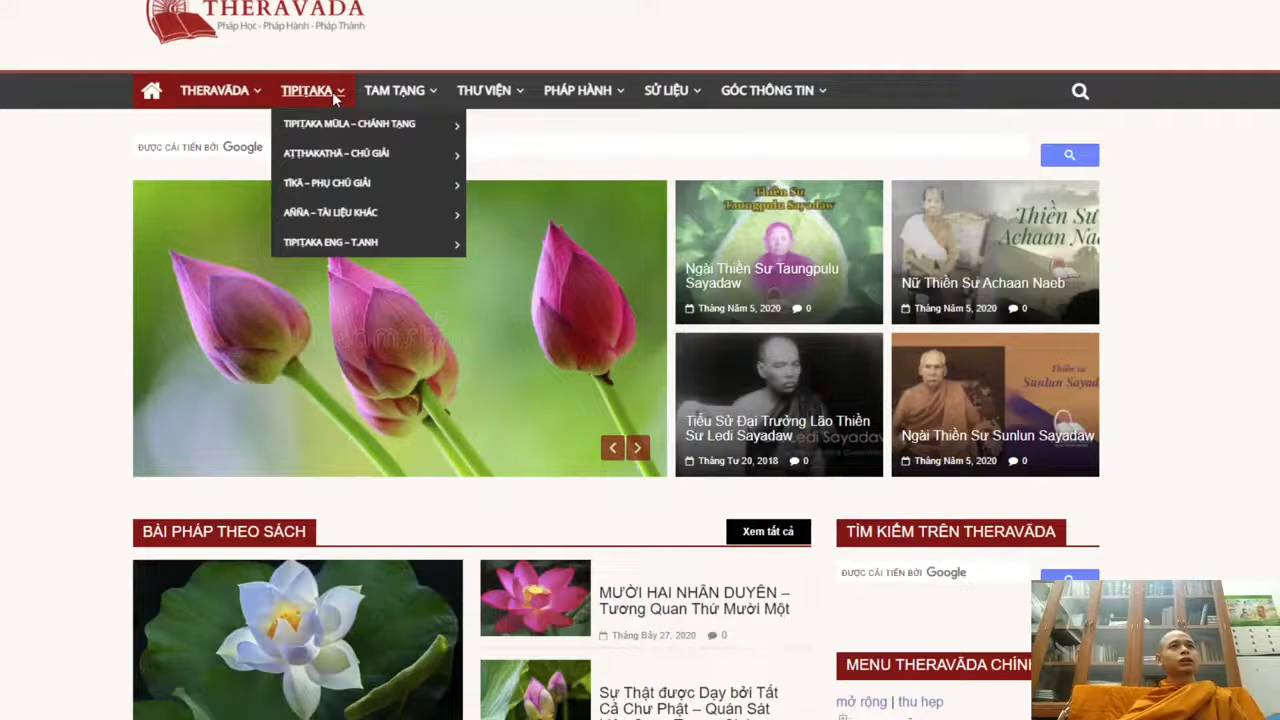 THERAVĀDA
Pháp Học - Pháp Hành - Pháp Thành
THERAVĀDA
TIPIṬAKA
TAM TẠNG
THƯ VIỆN
PHÁP HÀNH
SỬ LIỆU
GÓC THÔNG TIN
TIPIṬAKA MŪLA – CHÁNH TẠNG
AṬṬHAKATHĀ – CHÚ GIẢI
ṬĪKĀ – PHỤ CHÚ GIẢI
AÑÑA – TÀI LIỆU KHÁC
TIPIṬAKA ENG – T.ANH
ĐƯỢC CẢI TIẾN BỞI Google
Thiền Sư
Taungpulu Sayadaw
Ngài Thiền Sư Taungpulu
Sayadaw
Tháng Năm 5, 2020
0
Thiền Sư
Achaan Nae
Nữ Thiền Sư Achaan Naeb
Tháng Năm 5, 2020
0
Tiểu Sử Đại Trưởng Lão Thiền
Sư Ledi Sayadaw
Tháng Tư 20, 2018
0
Thiền sư
Sunlun Sayad
Ngài Thiền Sư Sunlun Sayadaw
Tháng Năm 5, 2020
0
BÀI PHÁP THEO SÁCH
Xem tất cả
TÌM KIẾM TRÊN THERAVĀDA
ĐƯỢC CẢI TIẾN BỞI Google
MƯỜI HAI NHÂN DUYÊN –
Tương Quan Thứ Mười Một
Tháng Bảy 27, 2020
0
Sự Thật được Dạy bởi Tất
Cả Chư Phật – Quán Sát
MENU THERAVĀDA CHÍNH
mở rộng | thu hẹp